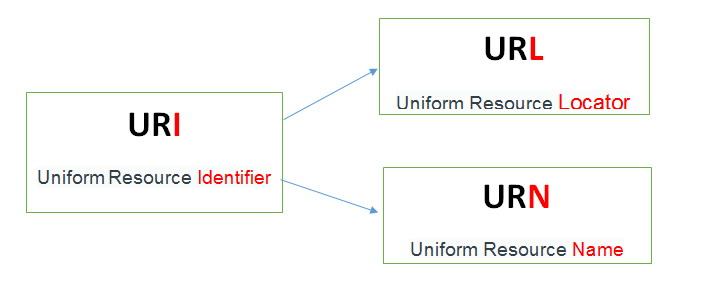 URI
Uniform Resource Identifier
URL
Uniform Resource Locator
URN
Uniform Resource Name